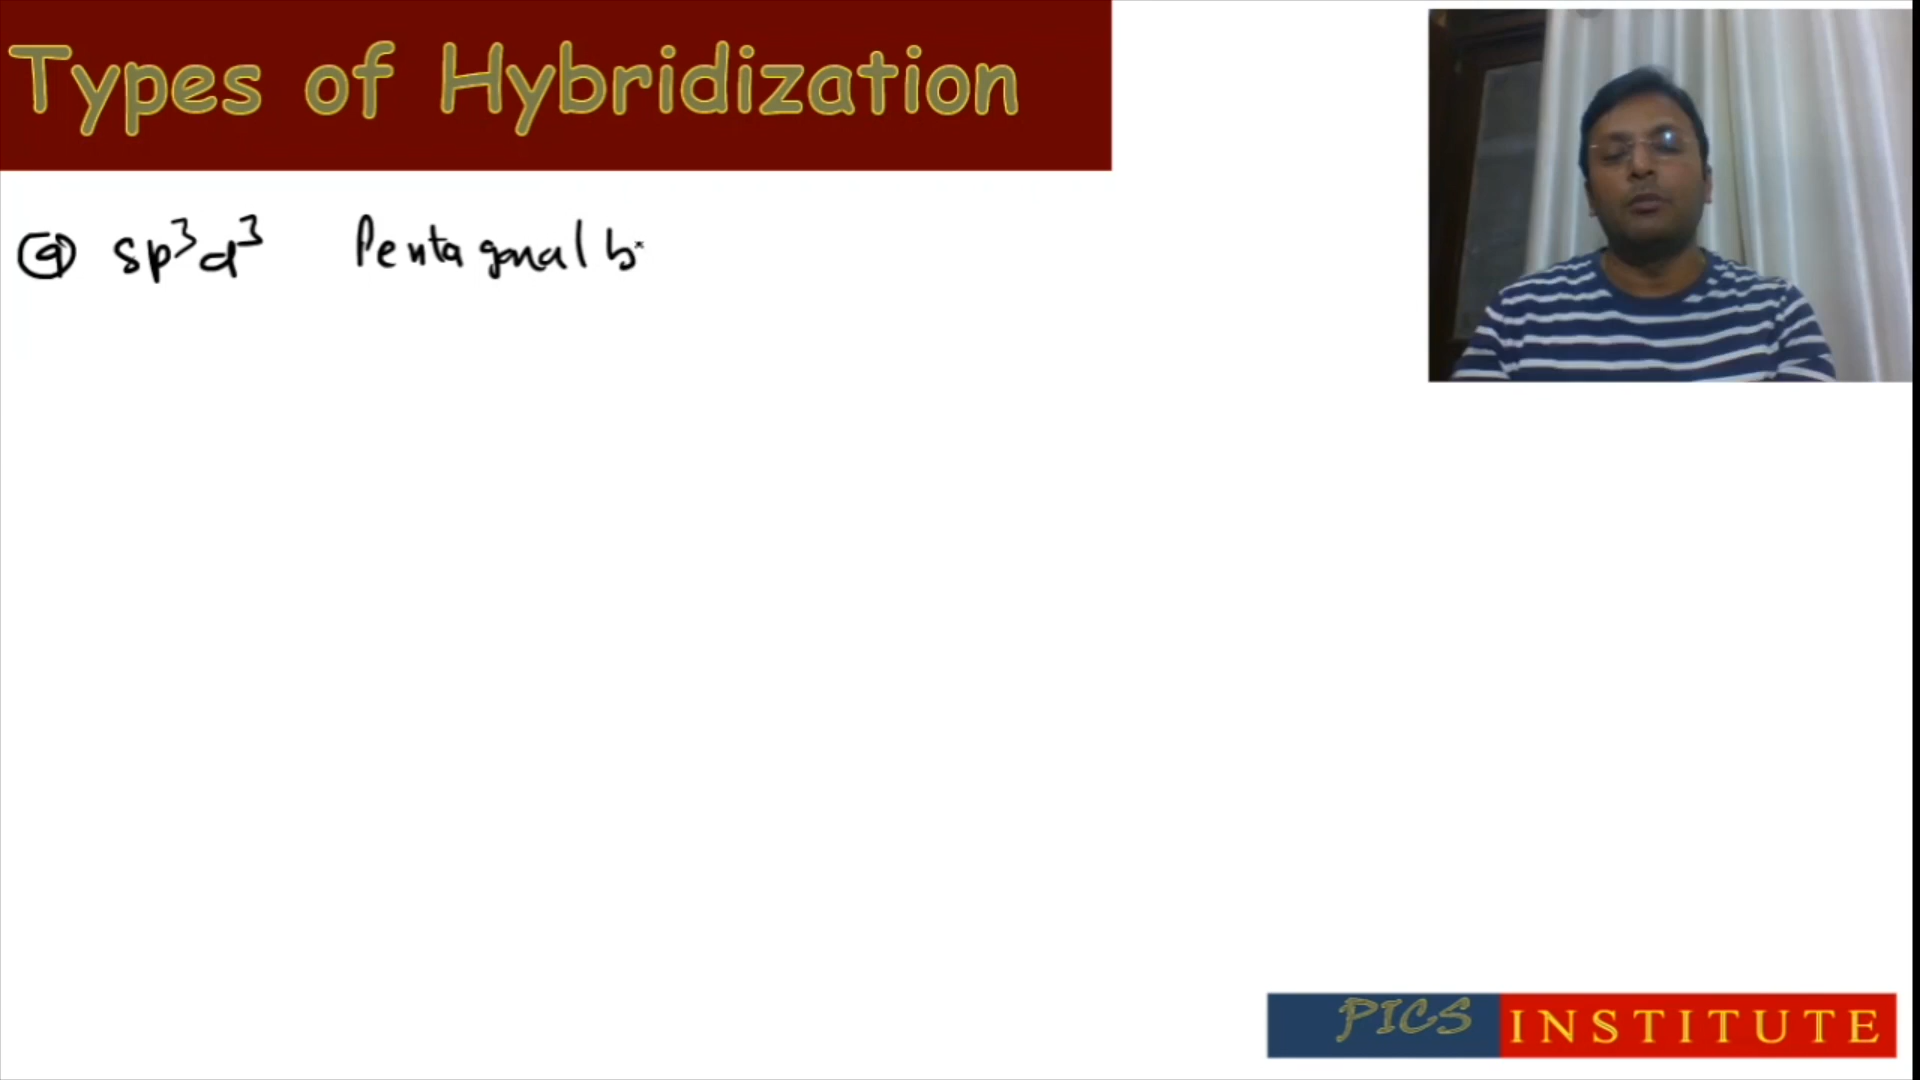 Types of Hybridization
⑨ sp³d³ Pentagonal b
PICS INSTITUTE